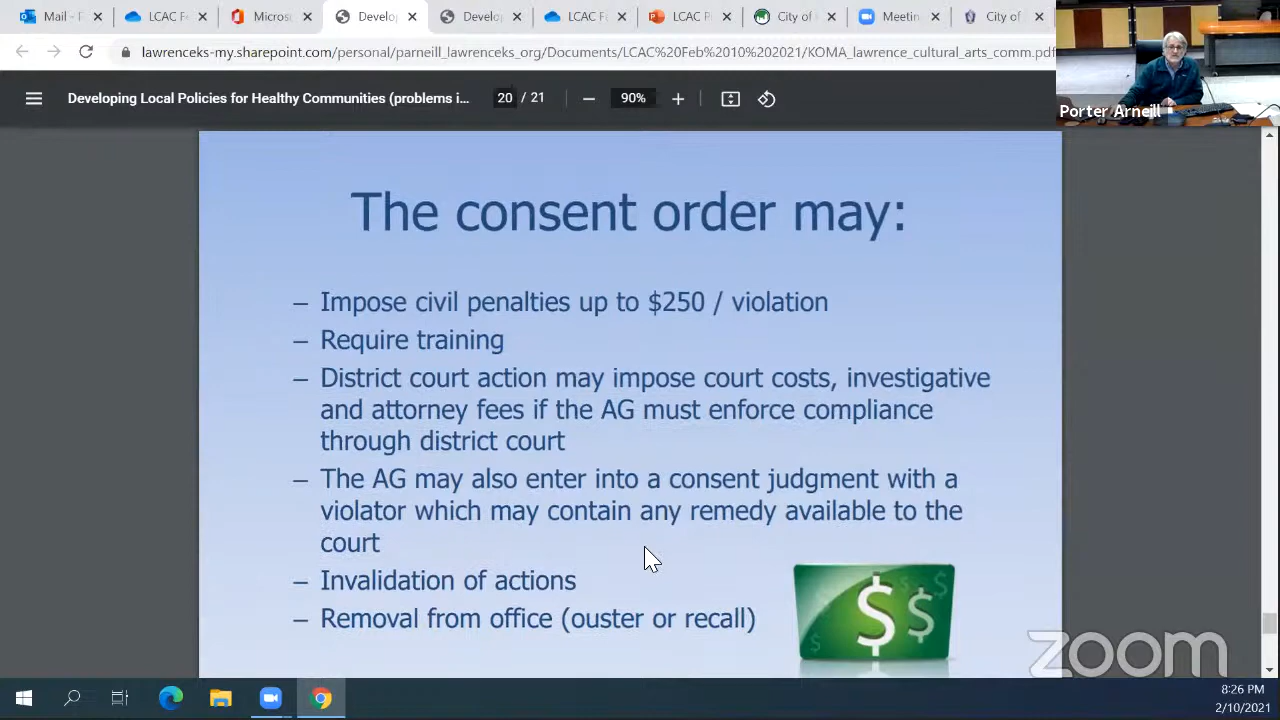 Mail - F
LCAC F
Micros
Develo
Develo
LCAC F
LCAC P
City of
Meetin
City of
lawrenceks-my.sharepoint.com/personal/parneill_lawrenceks_org/Documents/LCAC%20Feb%2010%202021/KOMA_lawrence_cultural_arts_comm.pdf
Porter Arneill
Developing Local Policies for Healthy Communities (problems i...
20 / 21
90%
The consent order may:
– Impose civil penalties up to $250 / violation
– Require training
– District court action may impose court costs, investigative
and attorney fees if the AG must enforce compliance
through district court
– The AG may also enter into a consent judgment with a
violator which may contain any remedy available to the
court
– Invalidation of actions
– Removal from office (ouster or recall)
$ $ $ $
zoom
8:26 PM
2/10/2021